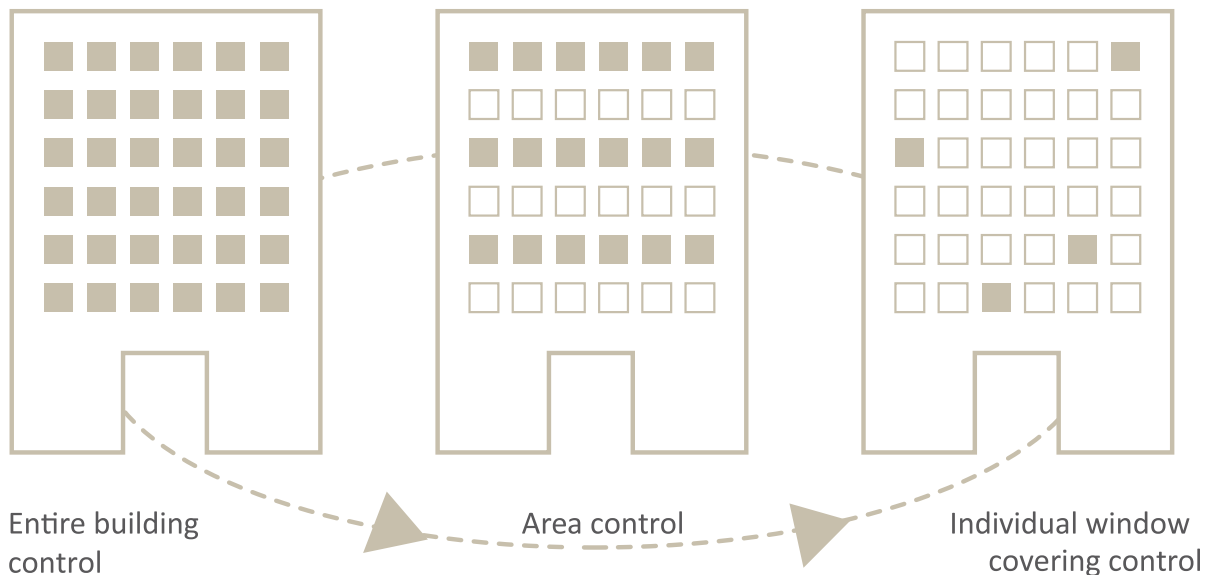 Entire building
control
Area control
Individual window
covering control